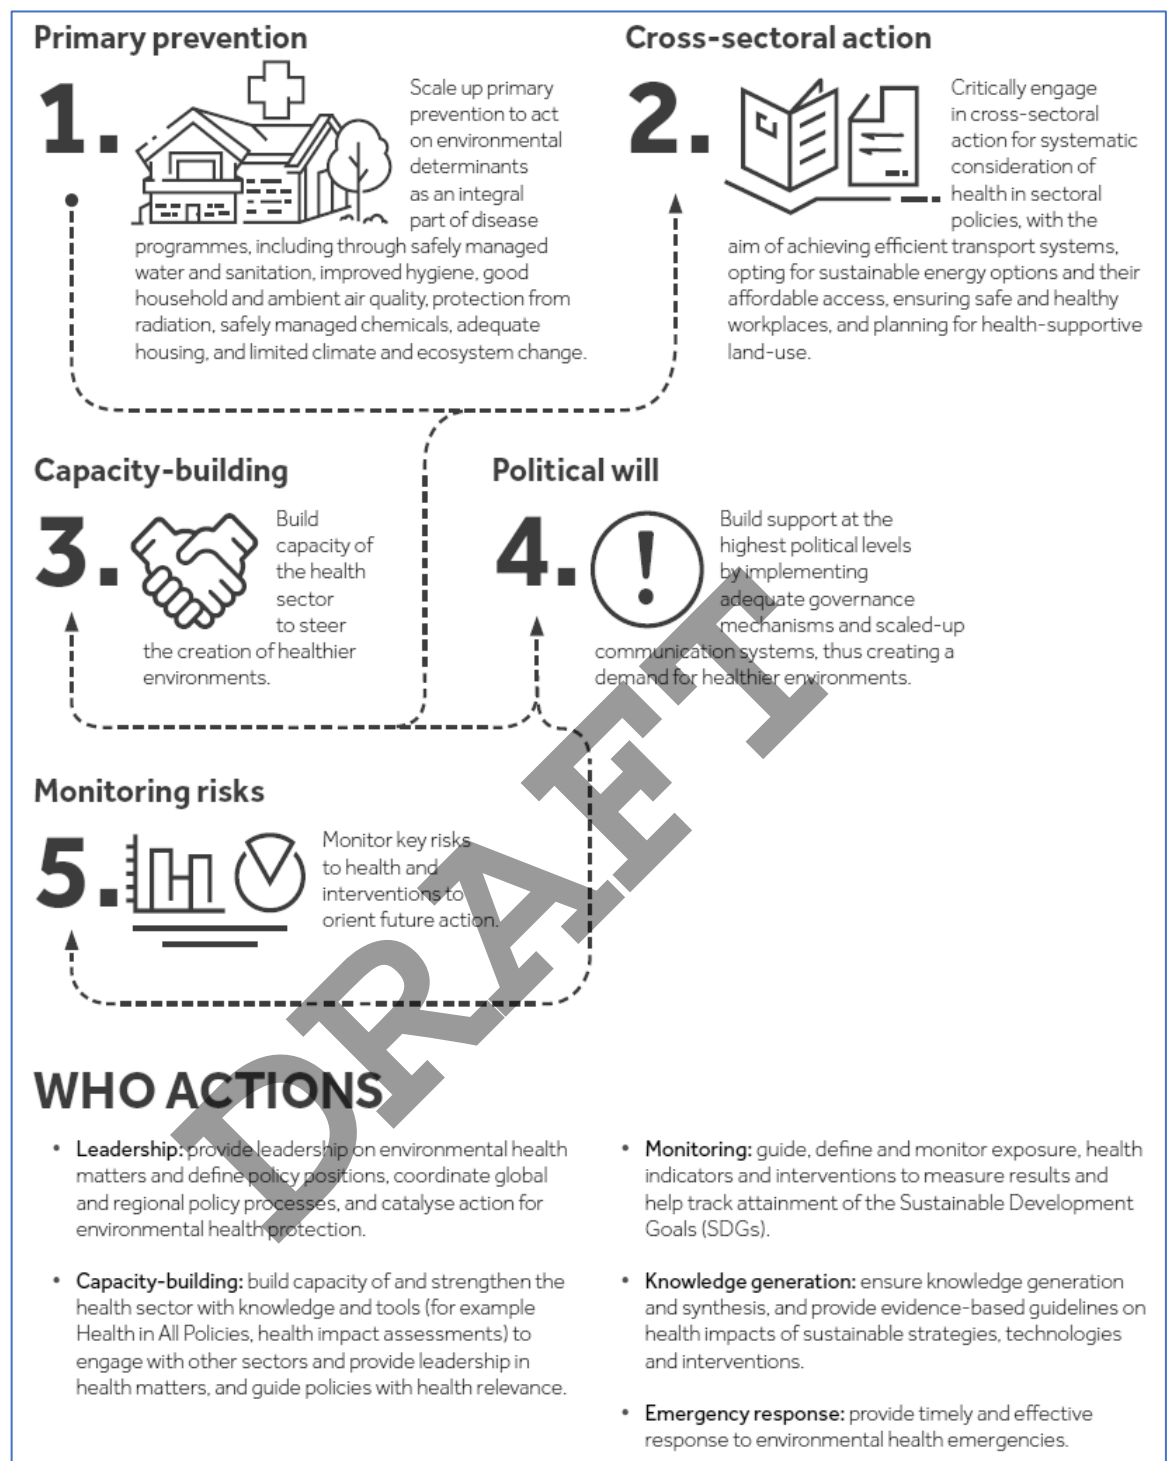 Primary prevention
1.
Scale up primary
prevention to act
on environmental
determinants
as an integral
part of disease
programmes, including through safely managed
water and sanitation, improved hygiene, good
household and ambient air quality, protection from
radiation, safely managed chemicals, adequate
housing, and limited climate and ecosystem change.
Cross-sectoral action
2.
Critically engage
in cross-sectoral
action for systematic
consideration of
health in sectoral
policies, with the
aim of achieving efficient transport systems,
opting for sustainable energy options and their
affordable access, ensuring safe and healthy
workplaces, and planning for health-supportive
land-use.
Capacity-building
3.
Build
capacity of
the health
sector
to steer
the creation of healthier
environments.
Political will
4.
!
Build support at the
highest political levels
by implementing
adequate governance
mechanisms and scaled-up
communication systems, thus creating a
demand for healthier environments.
Monitoring risks
5.
Monitor key risks
to health and
interventions to
orient future action.
DRAFT
WHO ACTIONS
• Leadership: provide leadership on environmental health
matters and define policy positions, coordinate global
and regional policy processes, and catalyse action for
environmental health protection.
• Capacity-building: build capacity of and strengthen the
health sector with knowledge and tools (for example
Health in All Policies, health impact assessments) to
engage with other sectors and provide leadership in
health matters, and guide policies with health relevance.
• Monitoring: guide, define and monitor exposure, health
indicators and interventions to measure results and
help track attainment of the Sustainable Development
Goals (SDGs).
• Knowledge generation: ensure knowledge generation
and synthesis, and provide evidence-based guidelines on
health impacts of sustainable strategies, technologies
and interventions.
• Emergency response: provide timely and effective
response to environmental health emergencies.